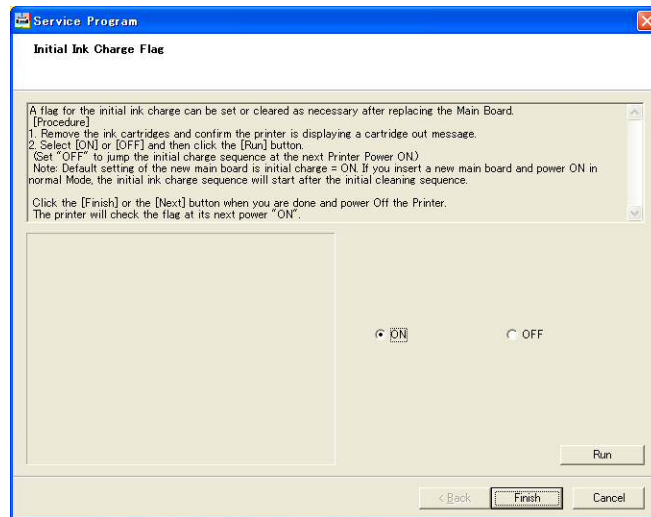 Service Program
Initial Ink Charge Flag
A flag for the initial ink charge can be set or cleared as necessary after replacing the Main Board.
[Procedure]
1. Remove the ink cartridges and confirm the printer is displaying a cartridge out message.
2. Select [ON] or [OFF] and then click the [Run] button.
(Set "OFF" to jump the initial charge sequence at the next Printer Power ON.)
Note: Default setting of the new main board is initial charge = ON. If you insert a new main board and power ON in
normal Mode, the initial ink charge sequence will start after the initial cleaning sequence.
Click the [Finish] or the [Next] button when you are done and power Off the Printer.
The printer will check the flag at its next power "ON".
ON OFF
Run
< Back Finish Cancel